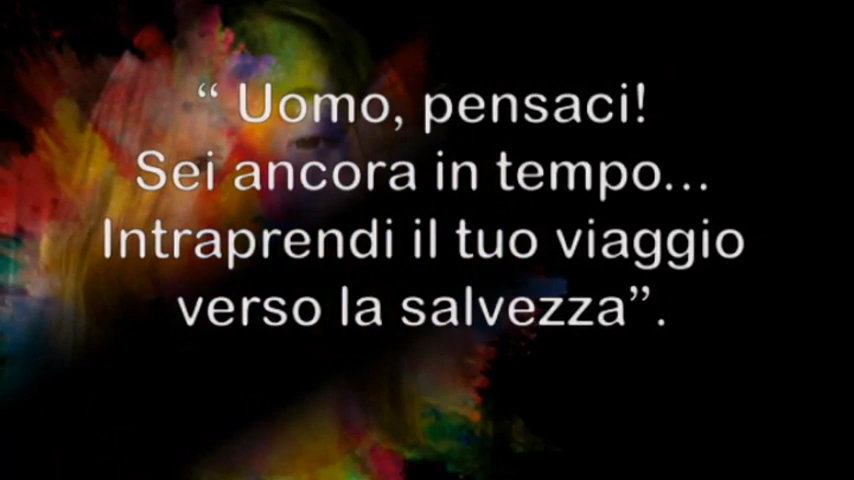 “ Uomo, pensaci!
Sei ancora in tempo...
Intraprendi il tuo viaggio
verso la salvezza”.